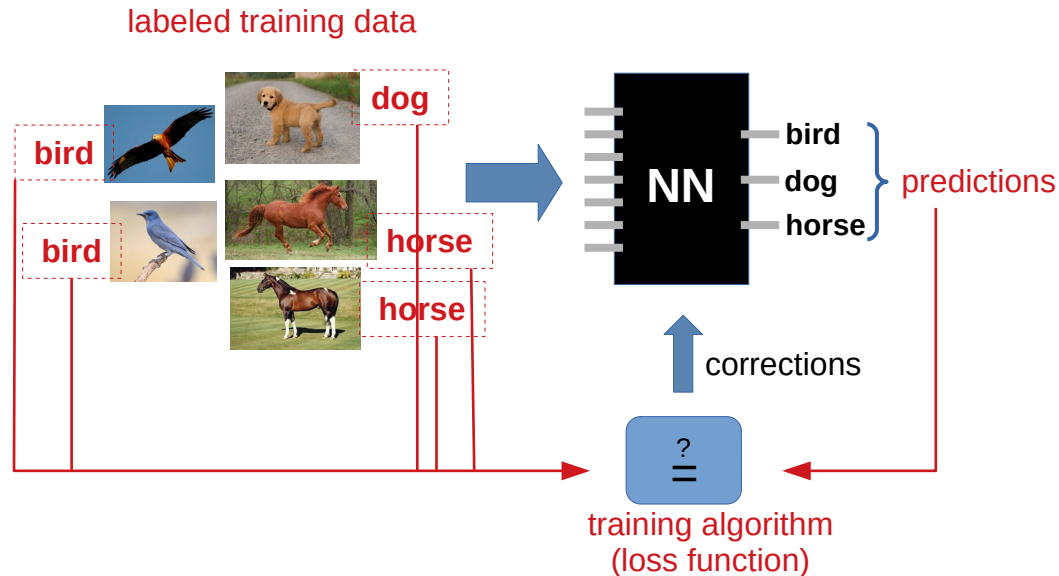 labeled training data
dog
bird
bird
horse
horse
NN
bird
dog
horse
predictions
corrections
?
=
training algorithm
(loss function)